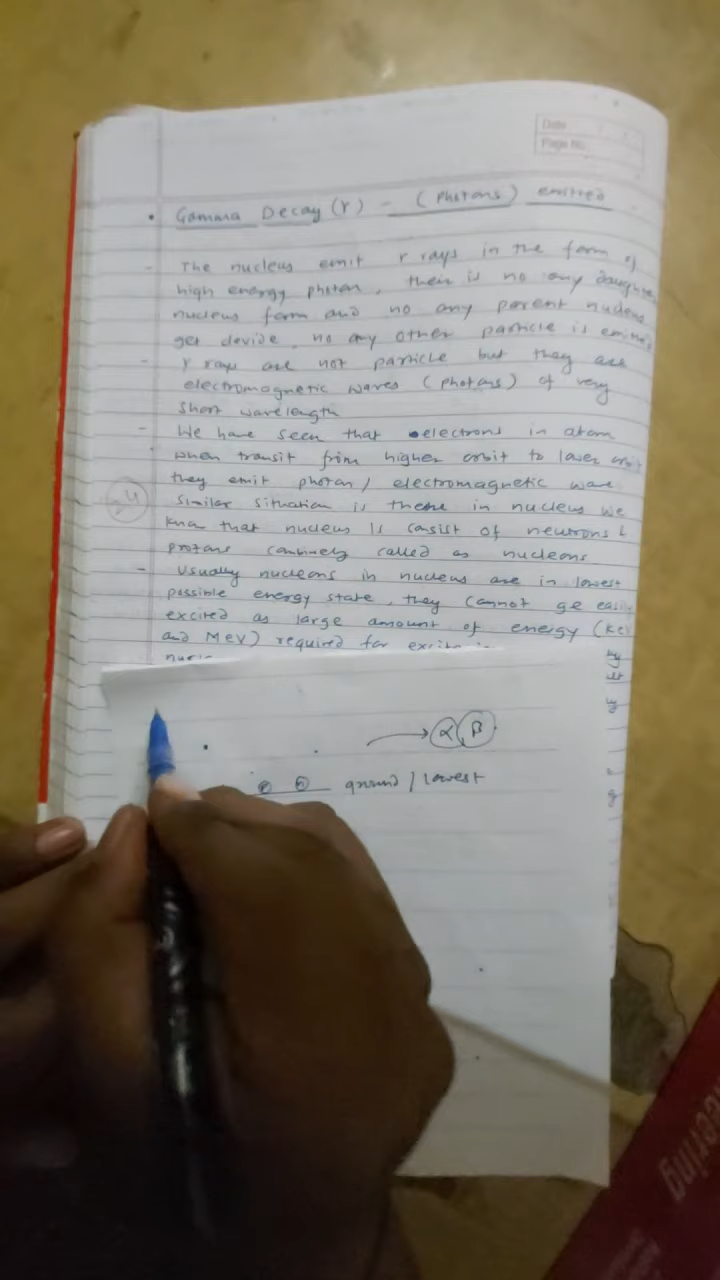 Date
Page No.
• Gamma Decay (γ) - (Photons) emitted
- The nucleus emit γ rays in the form of
high energy photon, their is no any daughter
nucleus form and no any parent nucleus
get devide, no any other particle is emitted
- γ rays are not particle but they are
electromagnetic waves (photons) of very
short wavelength
- We have seen that electrons in atom
when transit from higher orbit to lower orbit
they emit photon/ electromagnetic wave
similar situation is there in nucleus we
know that nucleus is consist of neutrons &
protons called as nucleons
- Usually nucleons in nucleus are in lowest
possible energy state, they cannot ge easily
excited as large amount of energy (KeV
and MeV) required for
α β
ground / lowest
eering